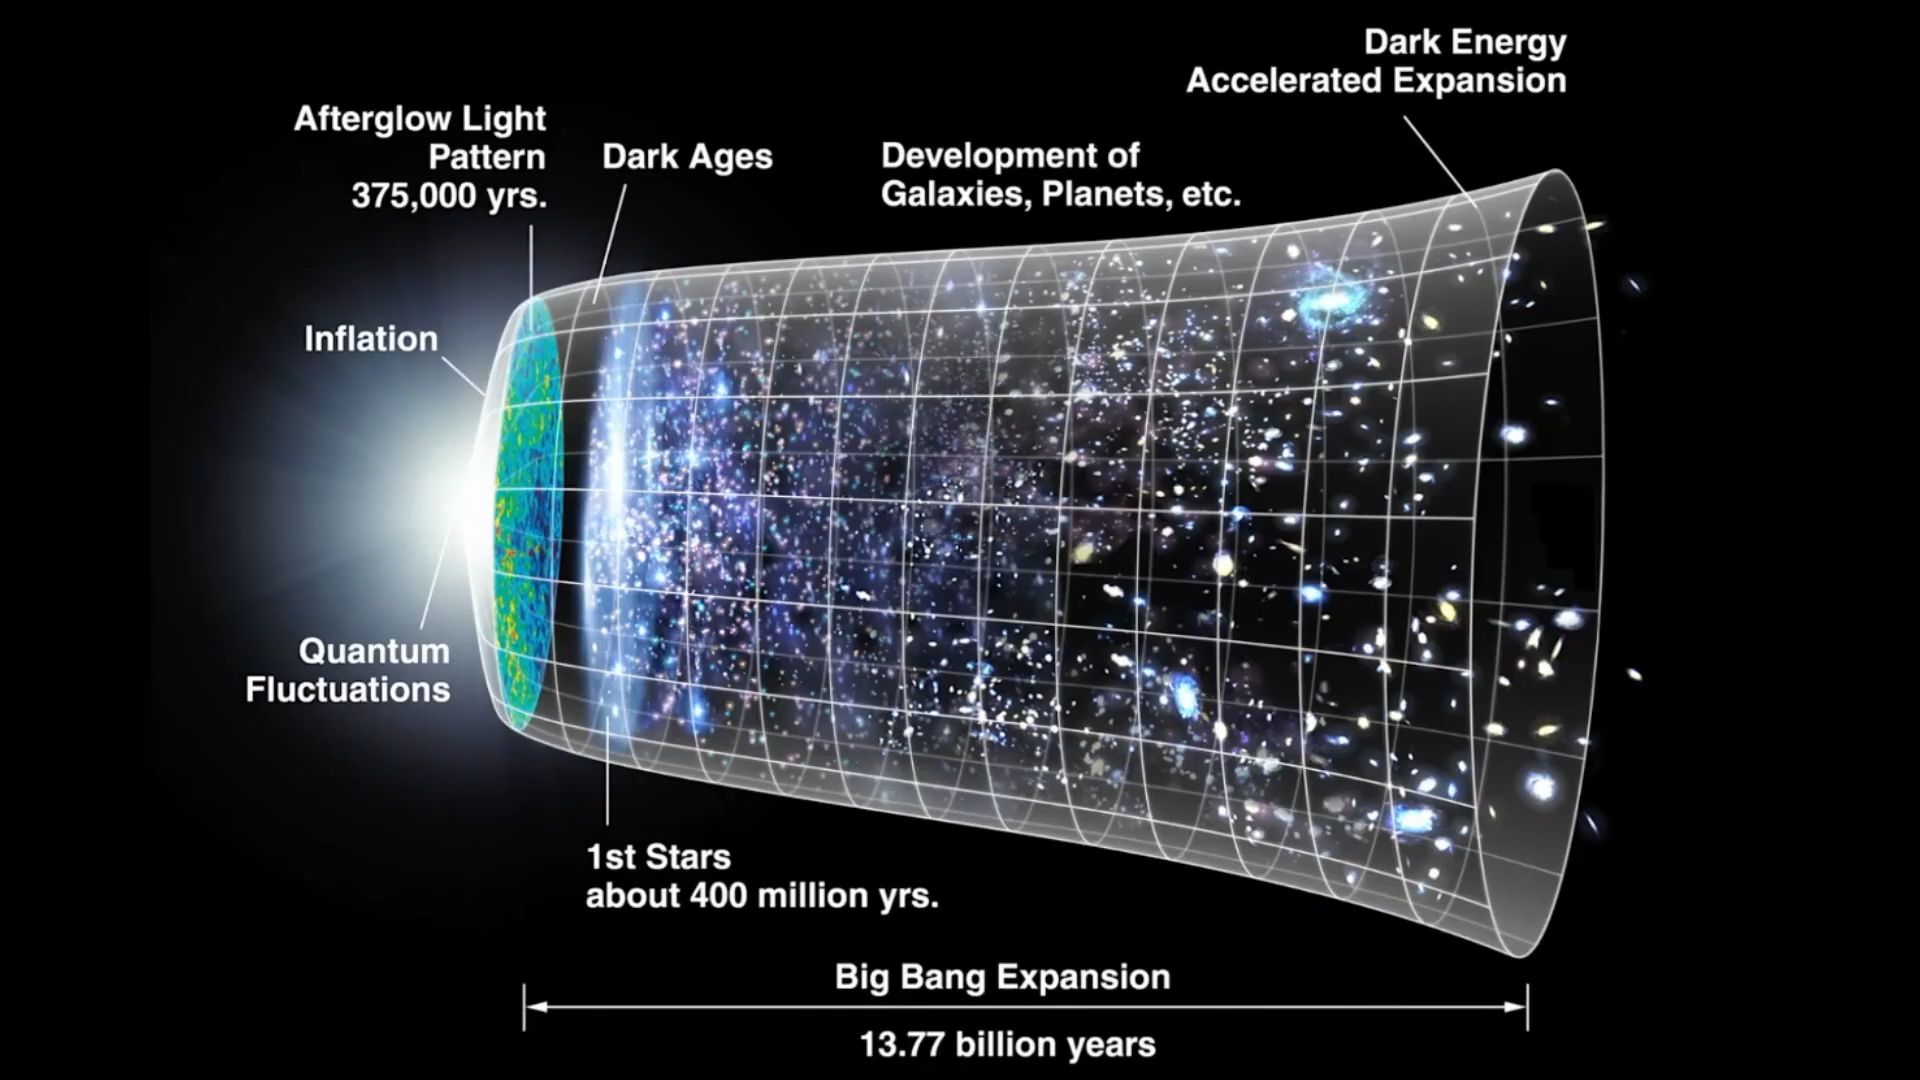 Dark Energy
Accelerated Expansion
Afterglow Light
Pattern
375,000 yrs.
Dark Ages
Development of
Galaxies, Planets, etc.
Inflation
Quantum
Fluctuations
1st Stars
about 400 million yrs.
Big Bang Expansion
13.77 billion years